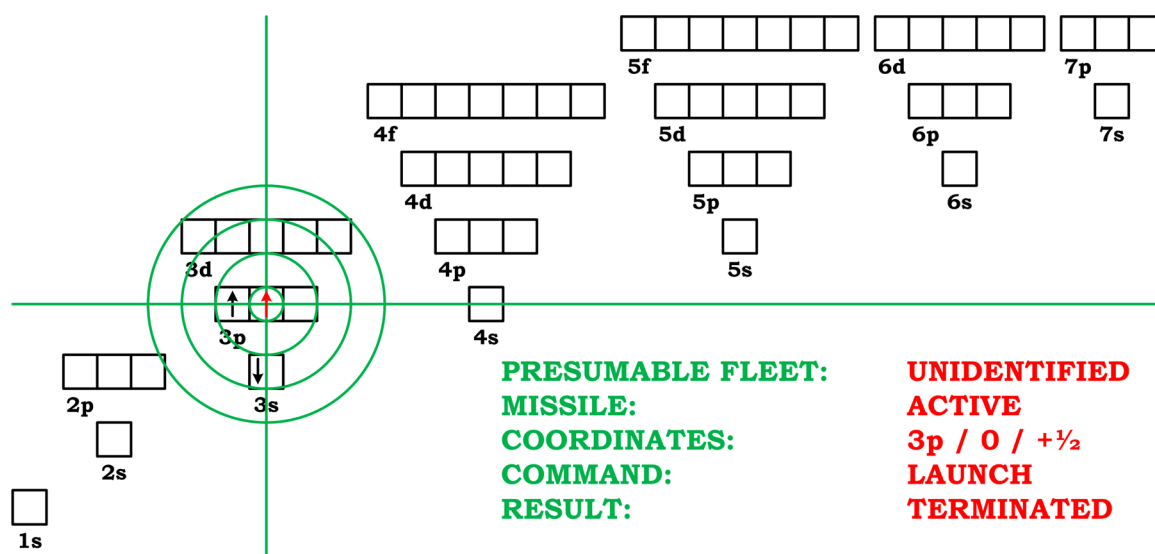 5f 6d 7p
4f 5d 6p 7s
4d 5p 6s
3d 4p 5s
3p 4s
2p 3s
2s
1s
PRESUMABLE FLEET: UNIDENTIFIED
MISSILE: ACTIVE
COORDINATES: 3p / 0 / +½
COMMAND: LAUNCH
RESULT: TERMINATED